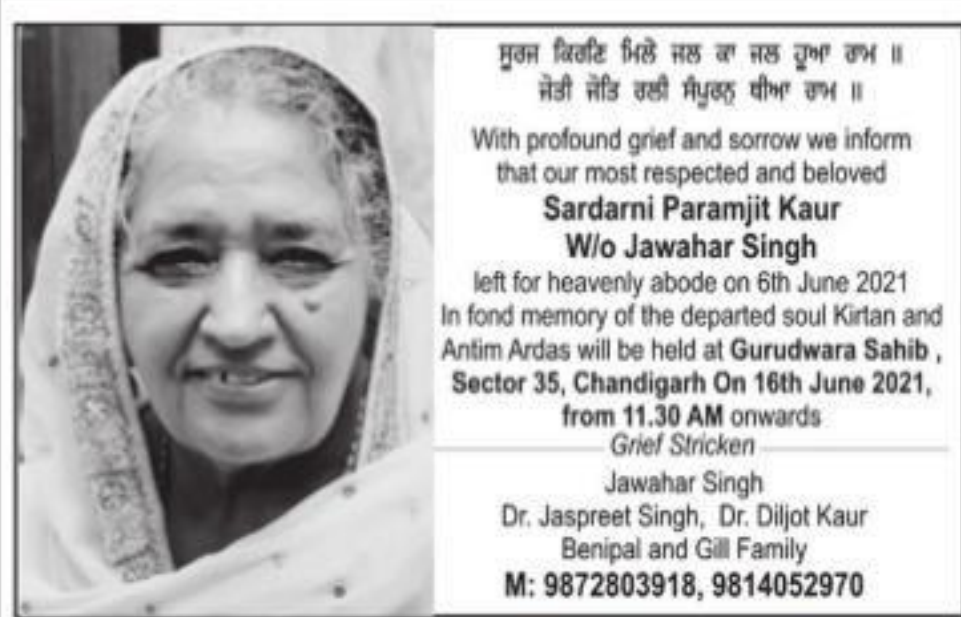 ਸੂਰਜ ਕਿਰਣਿ ਮਿਲੇ ਜਲ ਕਾ ਜਲ ਹੂਆ ਰਾਮ ॥
ਜੋਤੀ ਜੋਤਿ ਰਲੀ ਸੰਪੂਰਨੁ ਥੀਆ ਰਾਮ ॥
With profound grief and sorrow we inform
that our most respected and beloved
Sardarni Paramjit Kaur
W/o Jawahar Singh
left for heavenly abode on 6th June 2021
In fond memory of the departed soul Kirtan and
Antim Ardas will be held at Gurudwara Sahib ,
Sector 35, Chandigarh On 16th June 2021,
from 11.30 AM onwards
Grief Stricken
Jawahar Singh
Dr. Jaspreet Singh, Dr. Diljot Kaur
Benipal and Gill Family
M: 9872803918, 9814052970